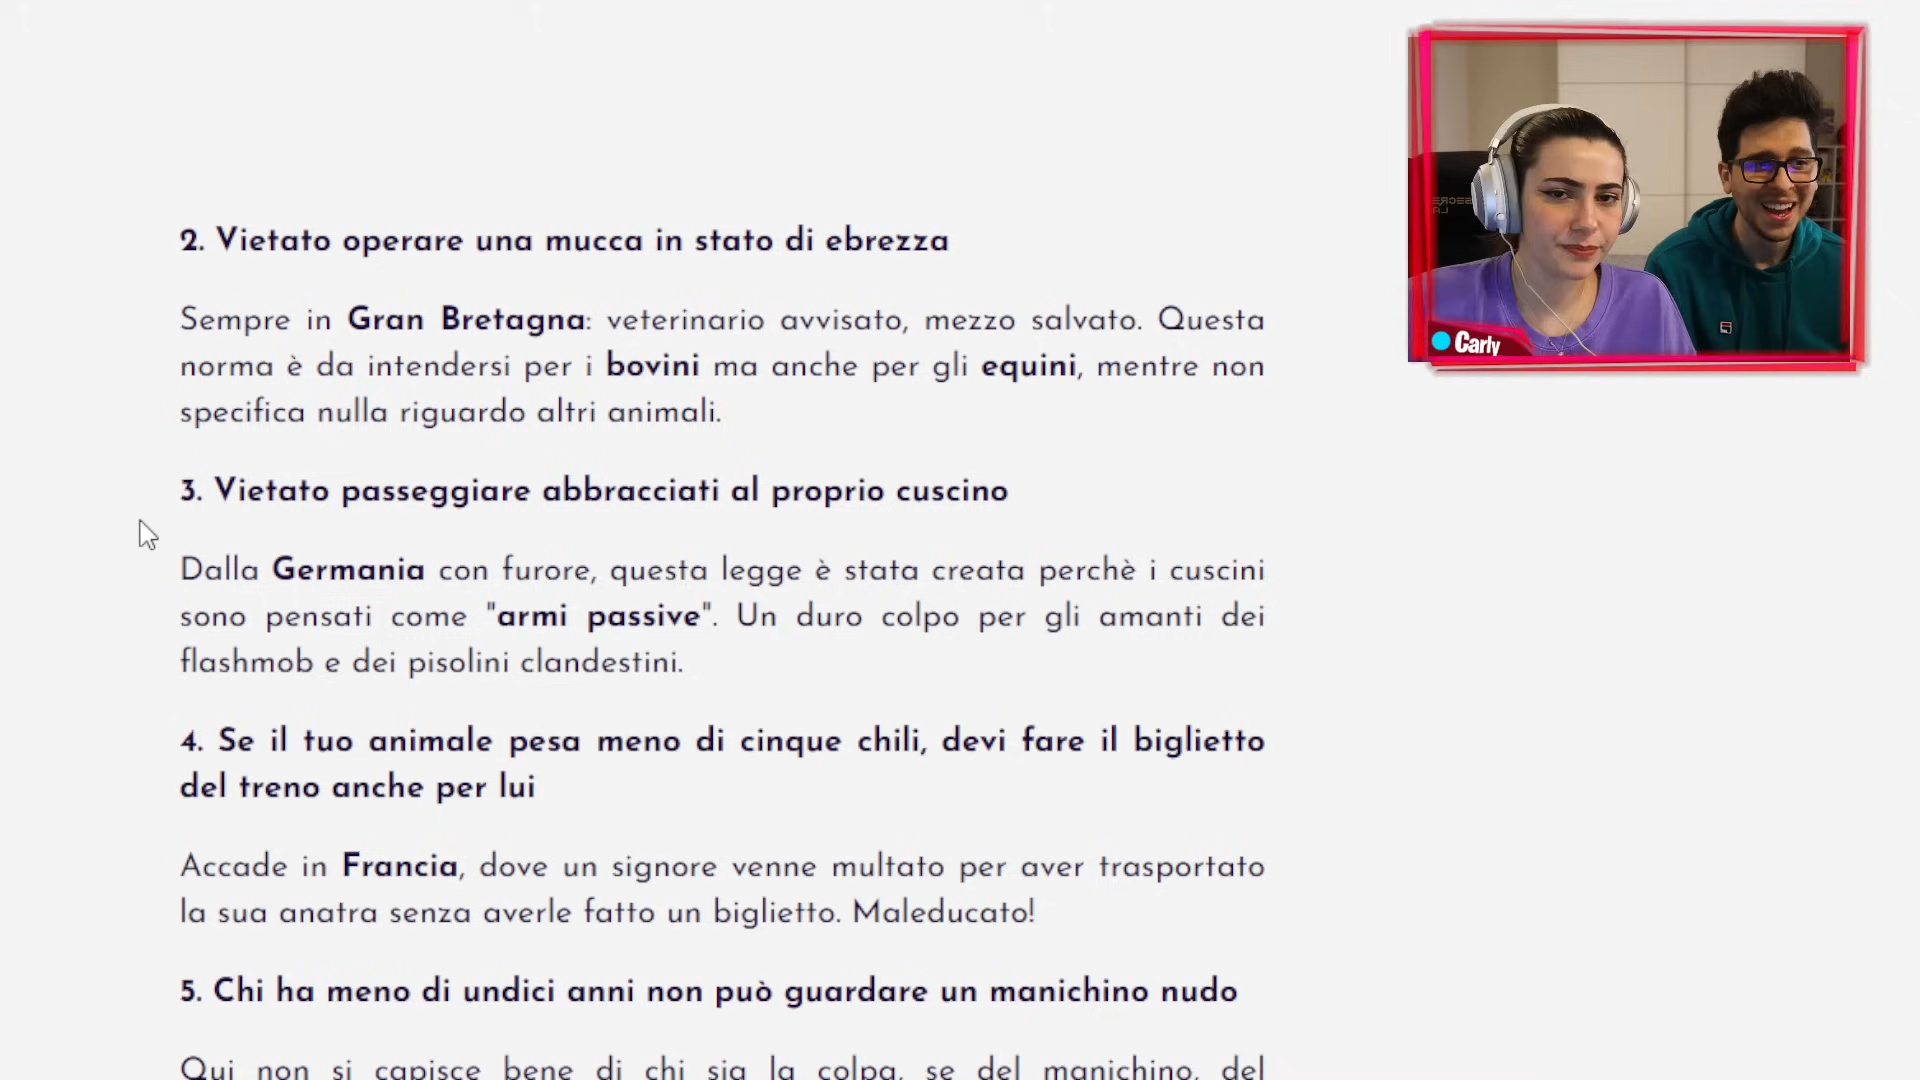 2. Vietato operare una mucca in stato di ebrezza
Sempre in Gran Bretagna: veterinario avvisato, mezzo salvato. Questa
norma è da intendersi per i bovini ma anche per gli equini, mentre non
specifica nulla riguardo altri animali.
3. Vietato passeggiare abbracciati al proprio cuscino
Dalla Germania con furore, questa legge è stata creata perchè i cuscini
sono pensati come "armi passive". Un duro colpo per gli amanti dei
flashmob e dei pisolini clandestini.
4. Se il tuo animale pesa meno di cinque chili, devi fare il biglietto
del treno anche per lui
Accade in Francia, dove un signore venne multato per aver trasportato
la sua anatra senza averle fatto un biglietto. Maleducato!
5. Chi ha meno di undici anni non può guardare un manichino nudo
Qui non si capisce bene di chi sia la colpa, se del manichino, del
Carly